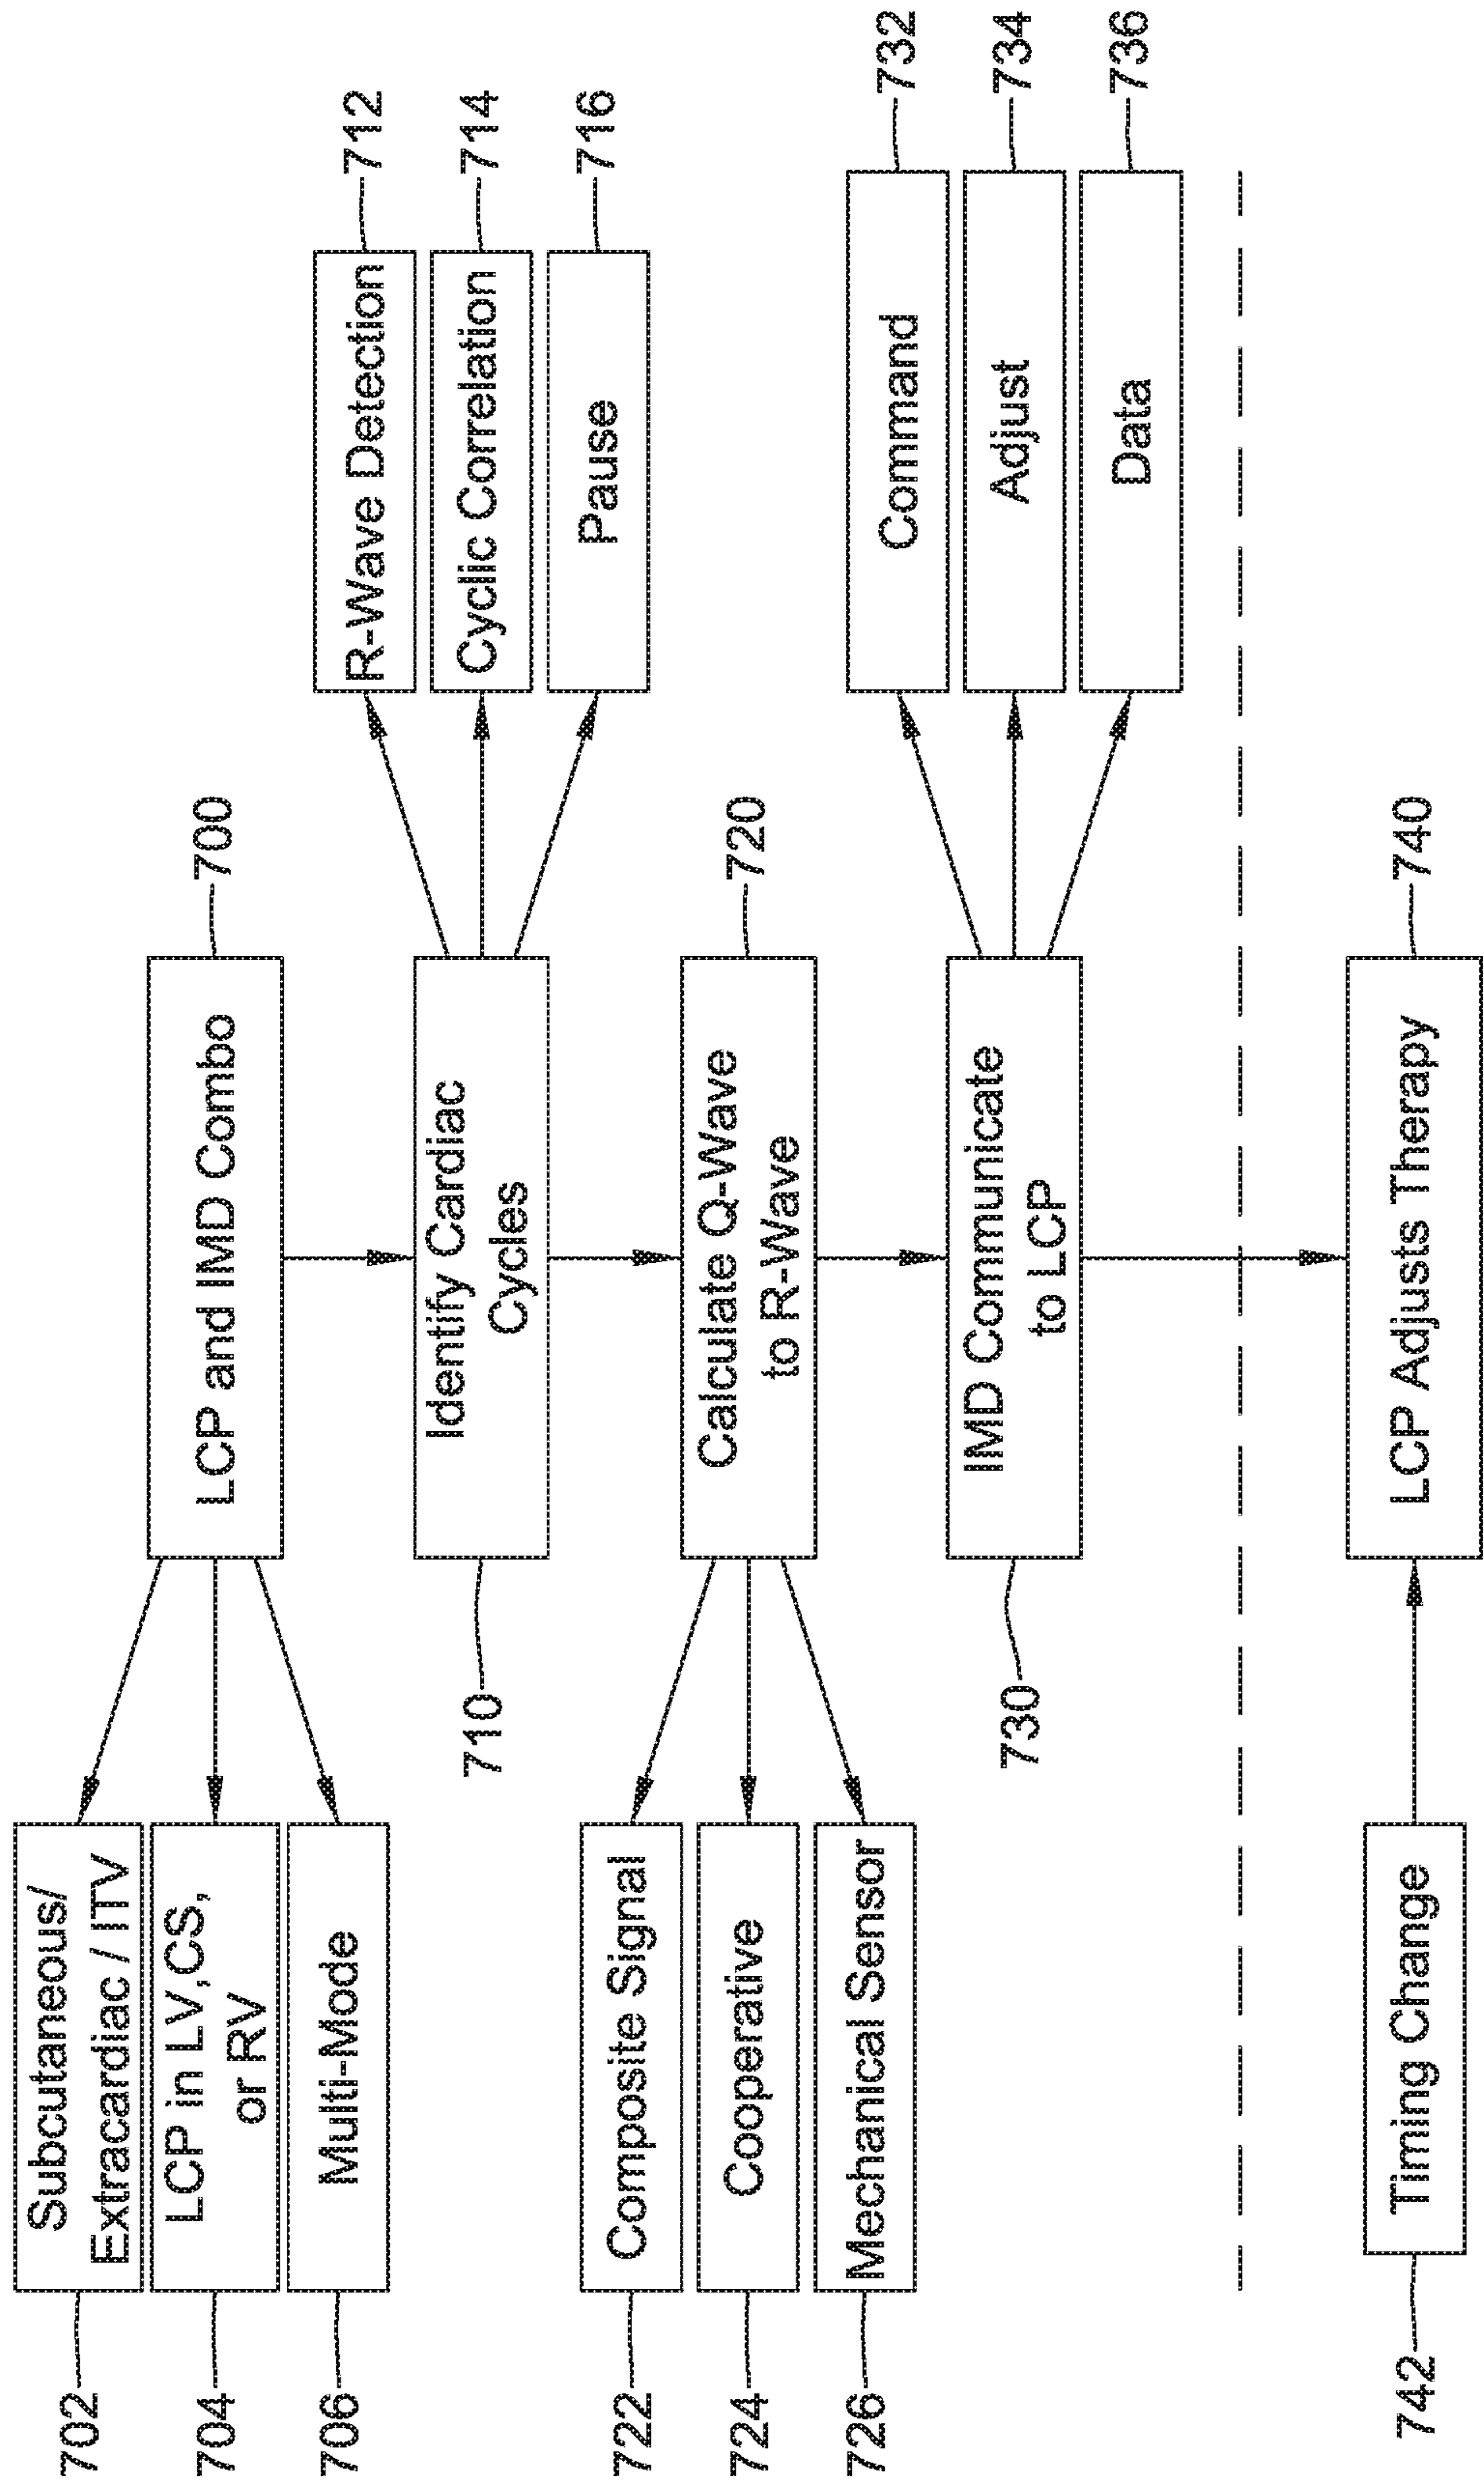 700
LCP and IMD Combo
702
Subcutaneous/
Extracardiac / ITV
704
LCP in LV,CS,
or RV
706
Multi-Mode
710
Identify Cardiac
Cycles
R-Wave Detection
712
Cyclic Correlation
714
Pause
716
720
Calculate Q-Wave
to R-Wave
722
Composite Signal
724
Cooperative
726
Mechanical Sensor
730
IMD Communicate
to LCP
Command
732
Adjust
734
Data
736
742
Timing Change
LCP Adjusts Therapy
740